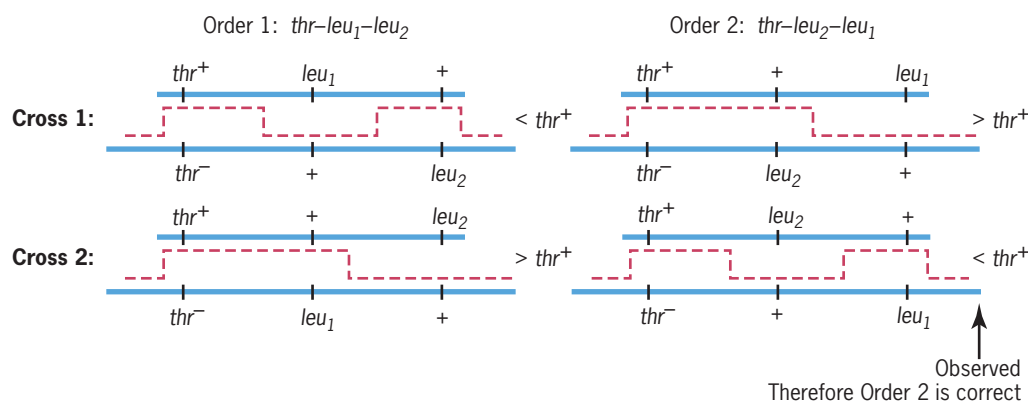 Order 1: thr–leu₁–leu₂ Order 2: thr–leu₂–leu₁
thr⁺ leu₁ + thr⁺ + leu₁
Cross 1: < thr⁺ > thr⁺
thr⁻ + leu₂ thr⁻ leu₂ +
thr⁺ + leu₂ thr⁺ leu₂ +
Cross 2: > thr⁺ < thr⁺
thr⁻ leu₁ + thr⁻ + leu₁
Observed
Therefore Order 2 is correct